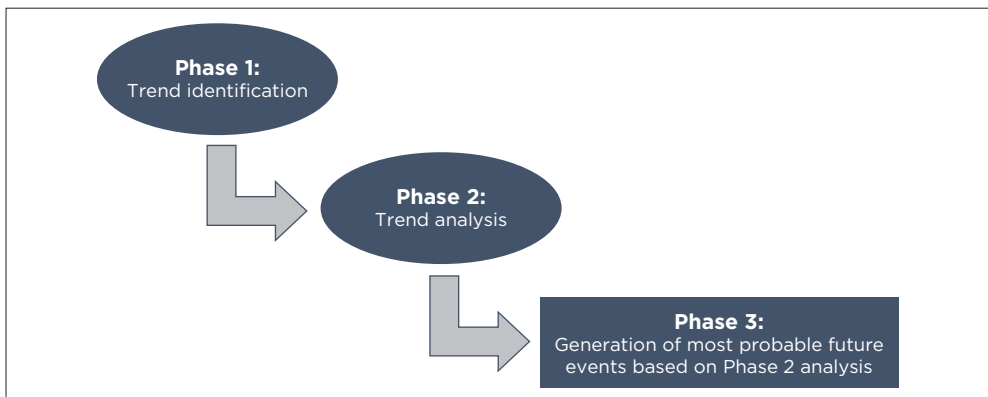 Phase 1:
Trend identification
Phase 2:
Trend analysis
Phase 3:
Generation of most probable future
events based on Phase 2 analysis